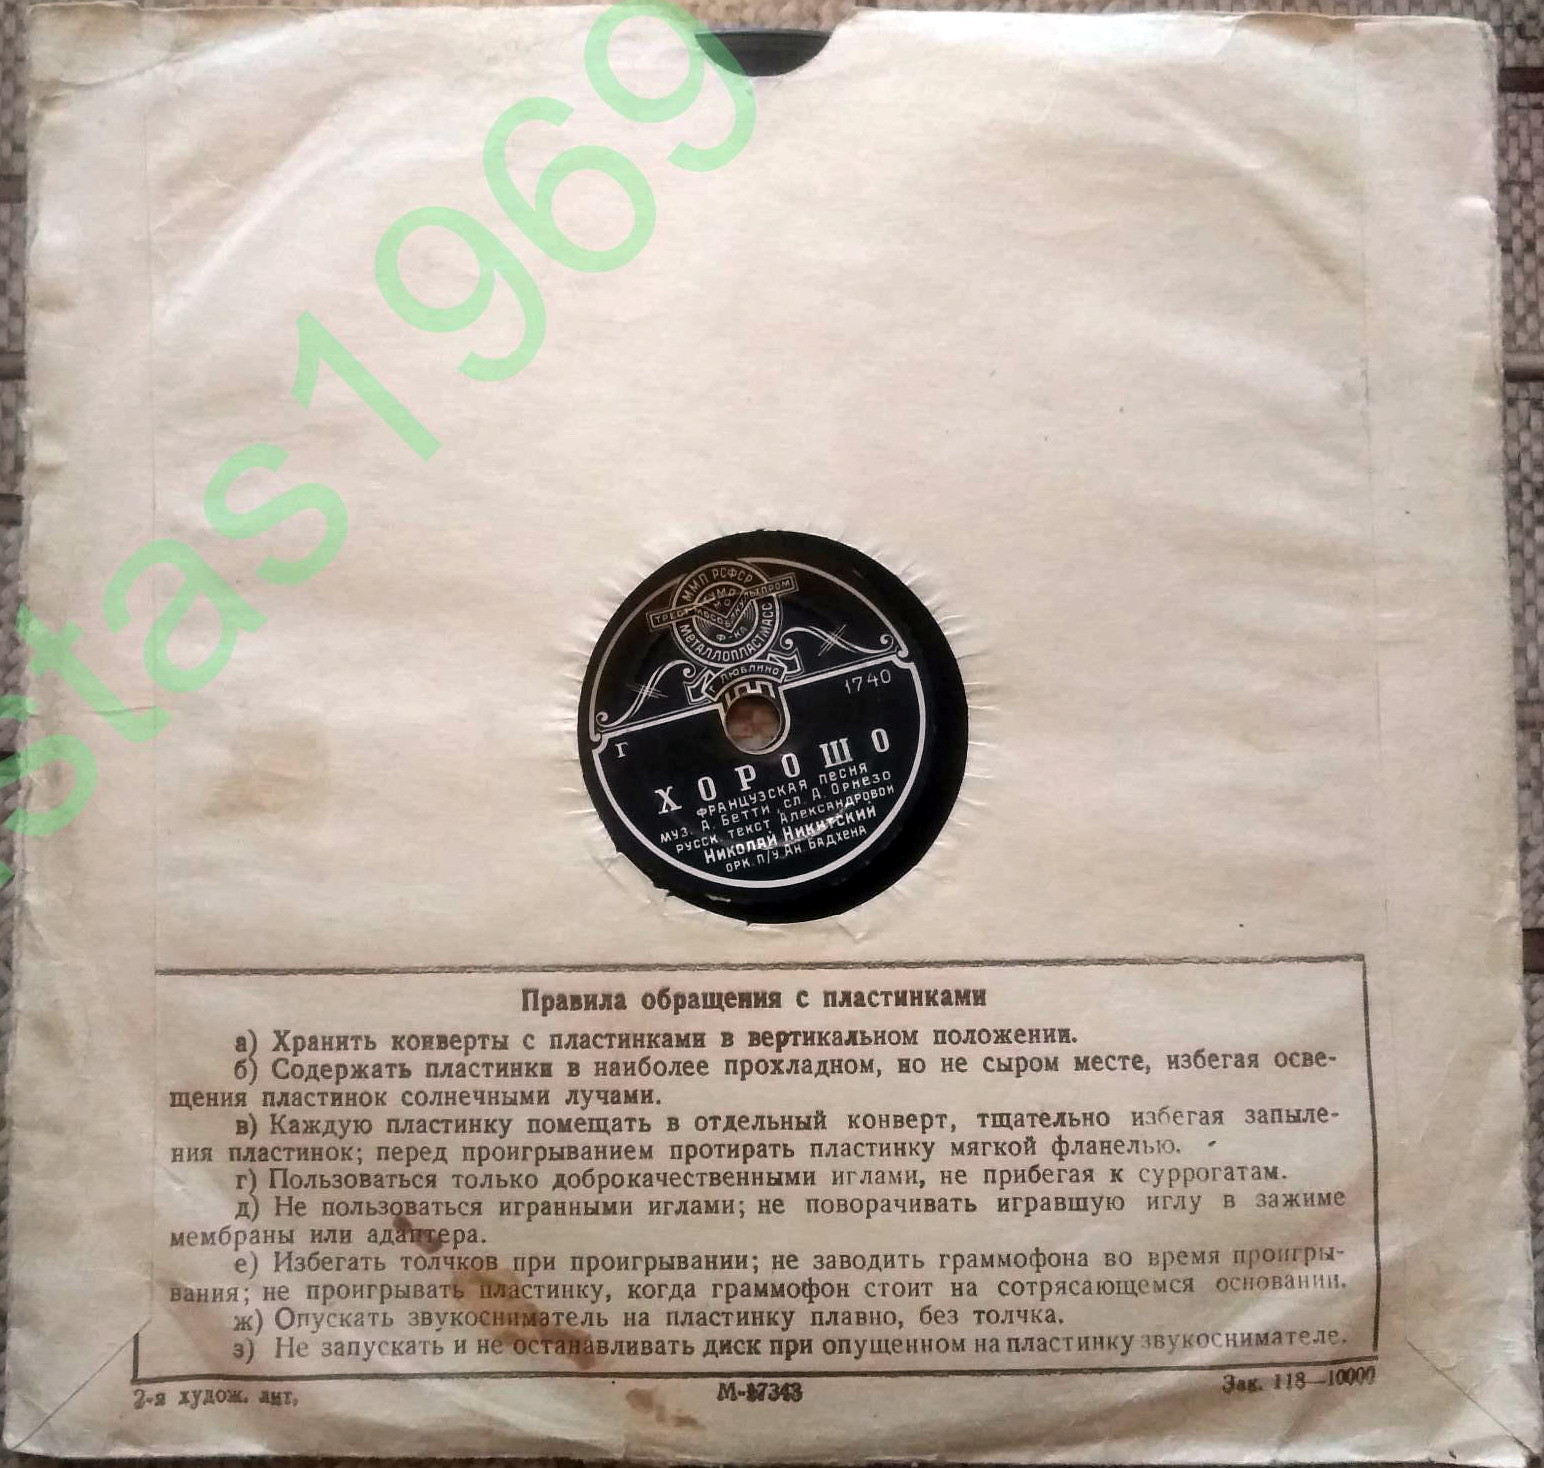 stas1969
ММП РСФСР
МЕТАЛЛОПЛАСТМАСС
ЛЮБЛИНО
1740
Г
ХОРОШО
ФРАНЦУЗСКАЯ ПЕСНЯ
МУЗ. Д. БЕТТИ, СЛ. Д. ОРНЕЗО
РУССК. ТЕКСТ АЛЕКСАНДРОВОЙ
НИКОЛАЙ НИКИТСКИЙ
ОРК. П/У АН. БАДХЕНА
Правила обращения с пластинками
а) Хранить конверты с пластинками в вертикальном положении.
б) Содержать пластинки в наиболее прохладном, но не сыром месте, избегая осве-
щения пластинок солнечными лучами.
в) Каждую пластинку помещать в отдельный конверт, тщательно избегая запыле-
ния пластинок; перед проигрыванием протирать пластинку мягкой фланелью.
г) Пользоваться только доброкачественными иглами, не прибегая к суррогатам.
д) Не пользоваться игранными иглами; не поворачивать игравшую иглу в зажиме
мембраны или адаптера.
е) Избегать толчков при проигрывании; не заводить граммофона во время проигры-
вания; не проигрывать пластинку, когда граммофон стоит на сотрясающемся основании.
ж) Опускать звукосниматель на пластинку плавно, без толчка.
з) Не запускать и не останавливать диск при опущенном на пластинку звукоснимателе.
2-я худож. лит,
М-17343
Зак. 118—10000